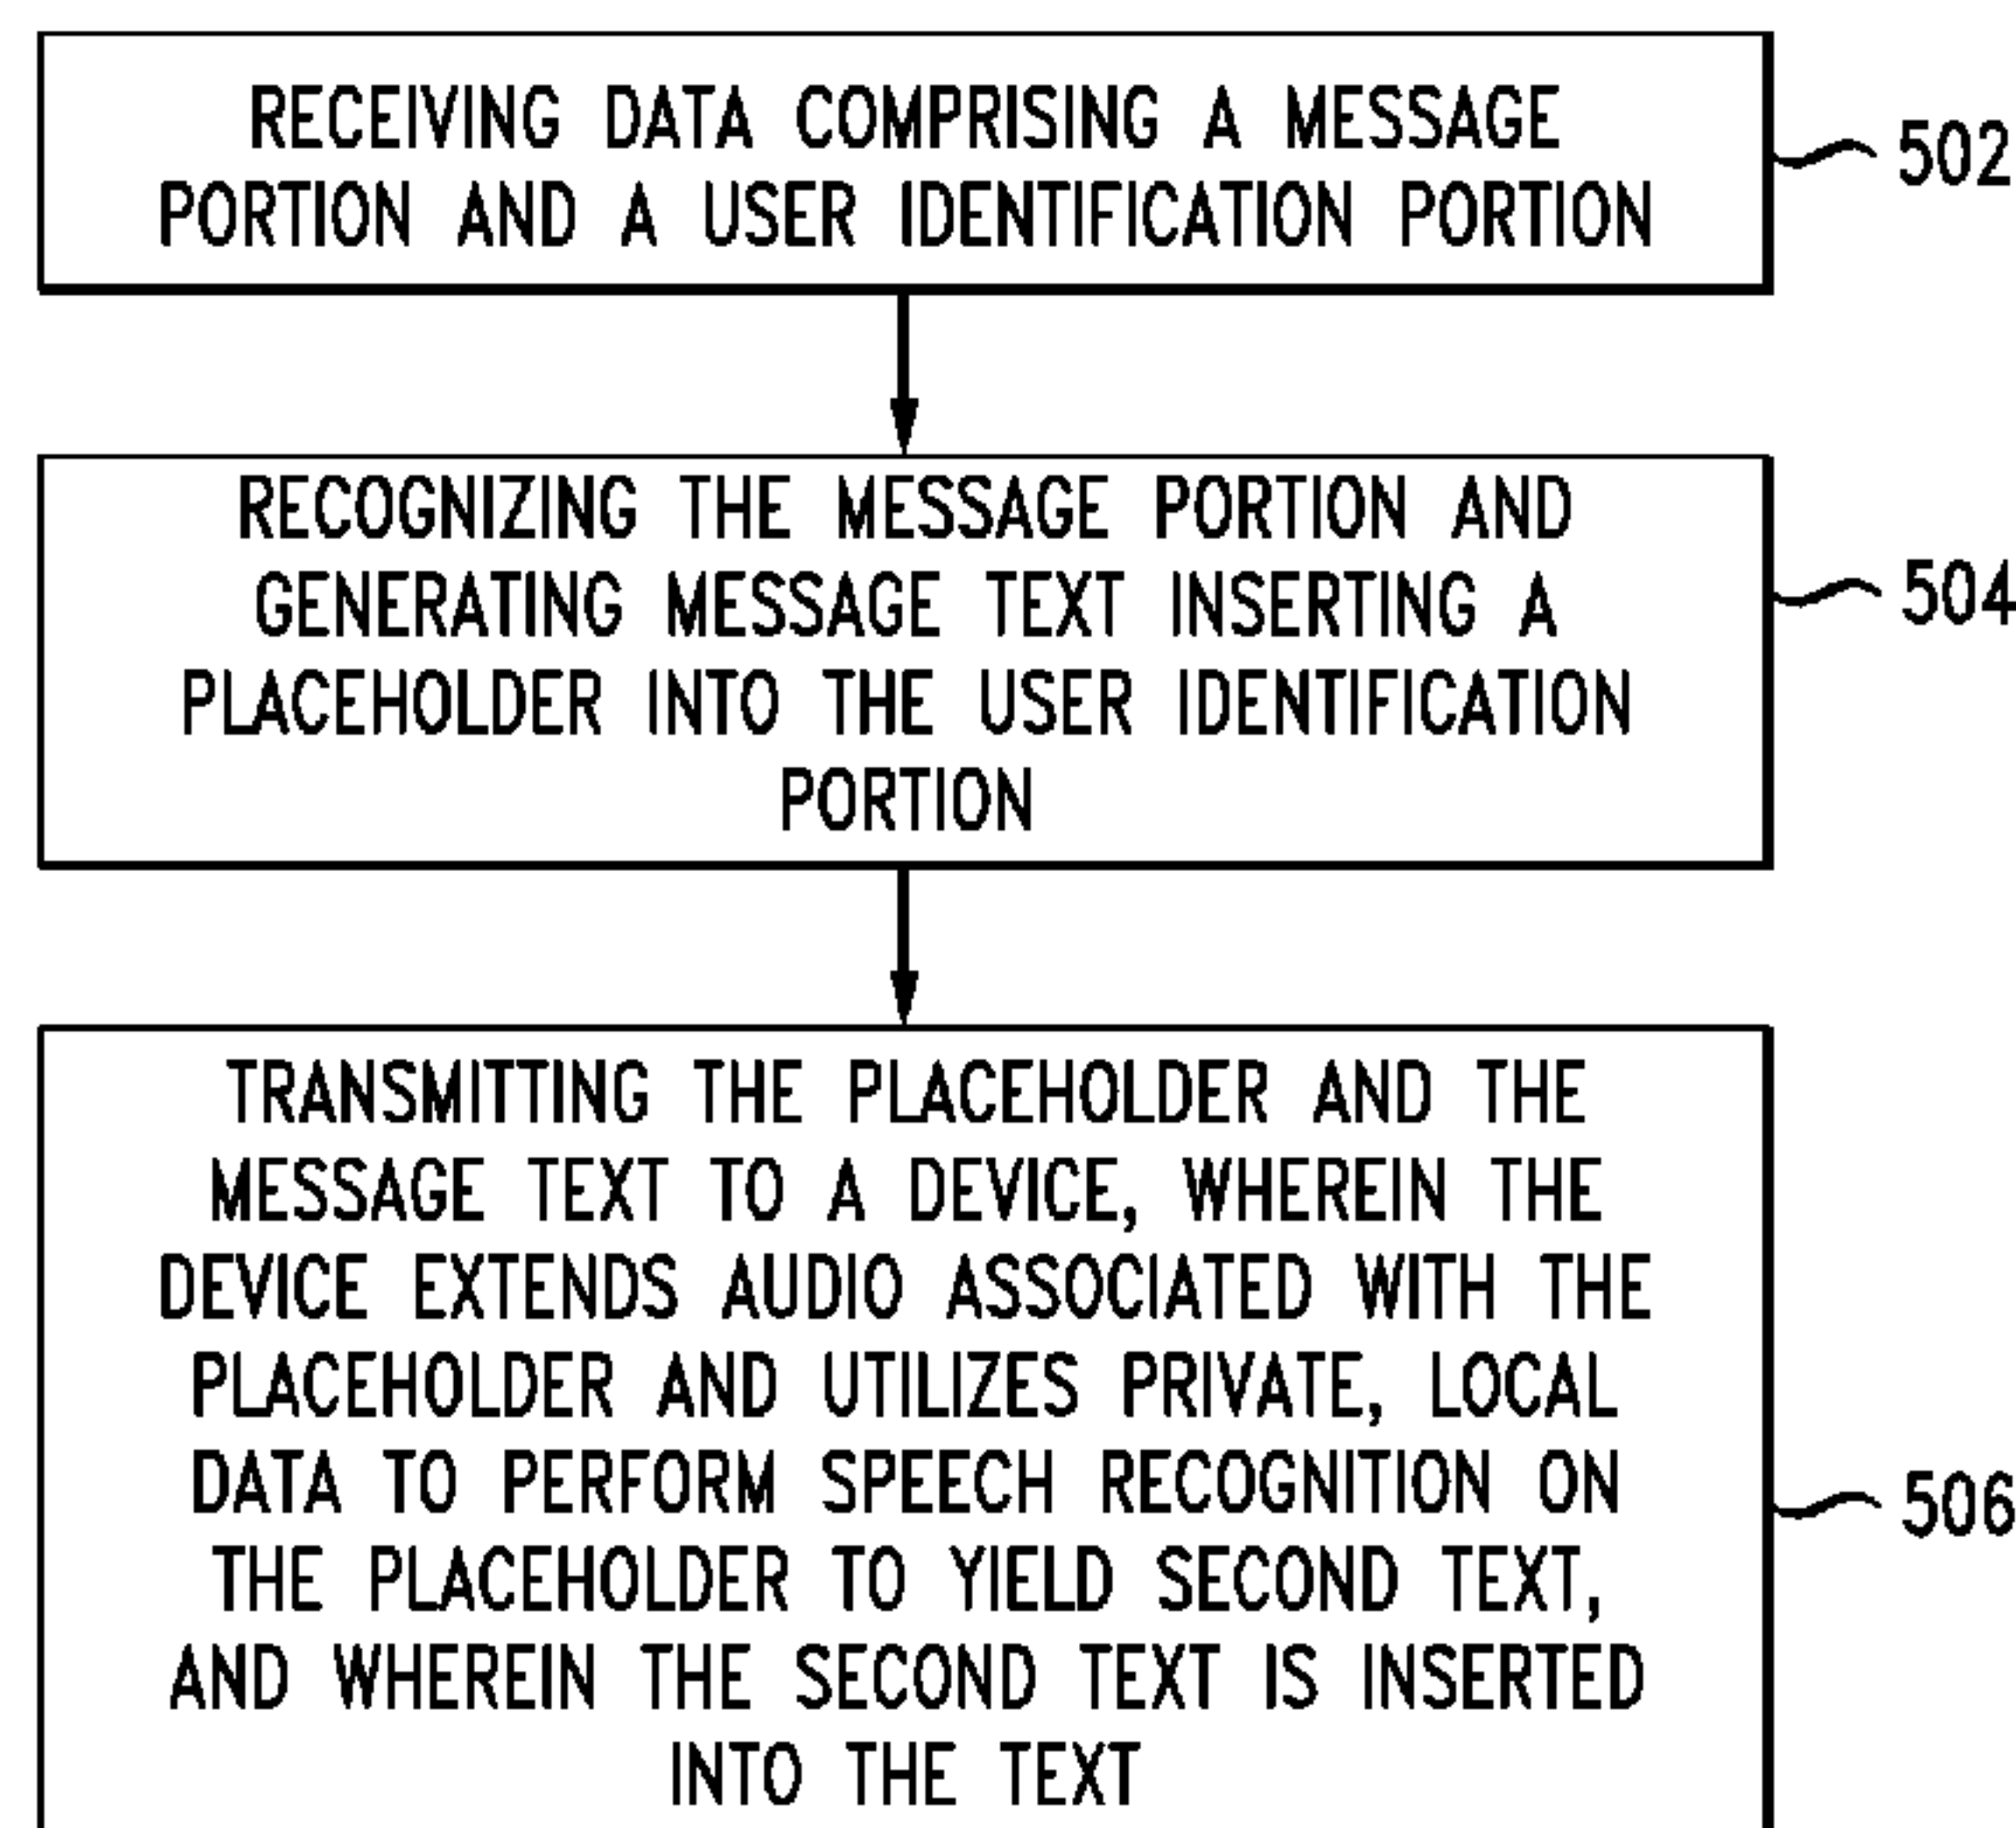 RECEIVING DATA COMPRISING A MESSAGE
PORTION AND A USER IDENTIFICATION PORTION
502
RECOGNIZING THE MESSAGE PORTION AND
GENERATING MESSAGE TEXT INSERTING A
PLACEHOLDER INTO THE USER IDENTIFICATION
PORTION
504
TRANSMITTING THE PLACEHOLDER AND THE
MESSAGE TEXT TO A DEVICE, WHEREIN THE
DEVICE EXTENDS AUDIO ASSOCIATED WITH THE
PLACEHOLDER AND UTILIZES PRIVATE, LOCAL
DATA TO PERFORM SPEECH RECOGNITION ON
THE PLACEHOLDER TO YIELD SECOND TEXT,
AND WHEREIN THE SECOND TEXT IS INSERTED
INTO THE TEXT
506